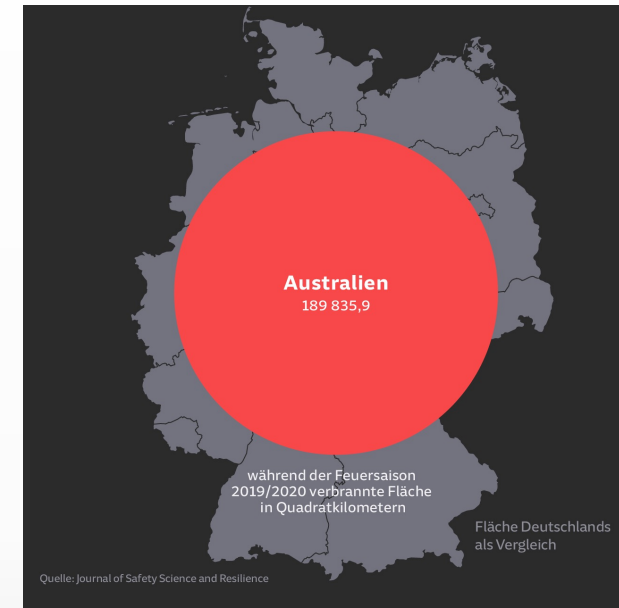 Australien
189 835,9
während der Feuersaison
2019/2020 verbrannte Fläche
in Quadratkilometern
Fläche Deutschlands
als Vergleich
Quelle: Journal of Safety Science and Resilience